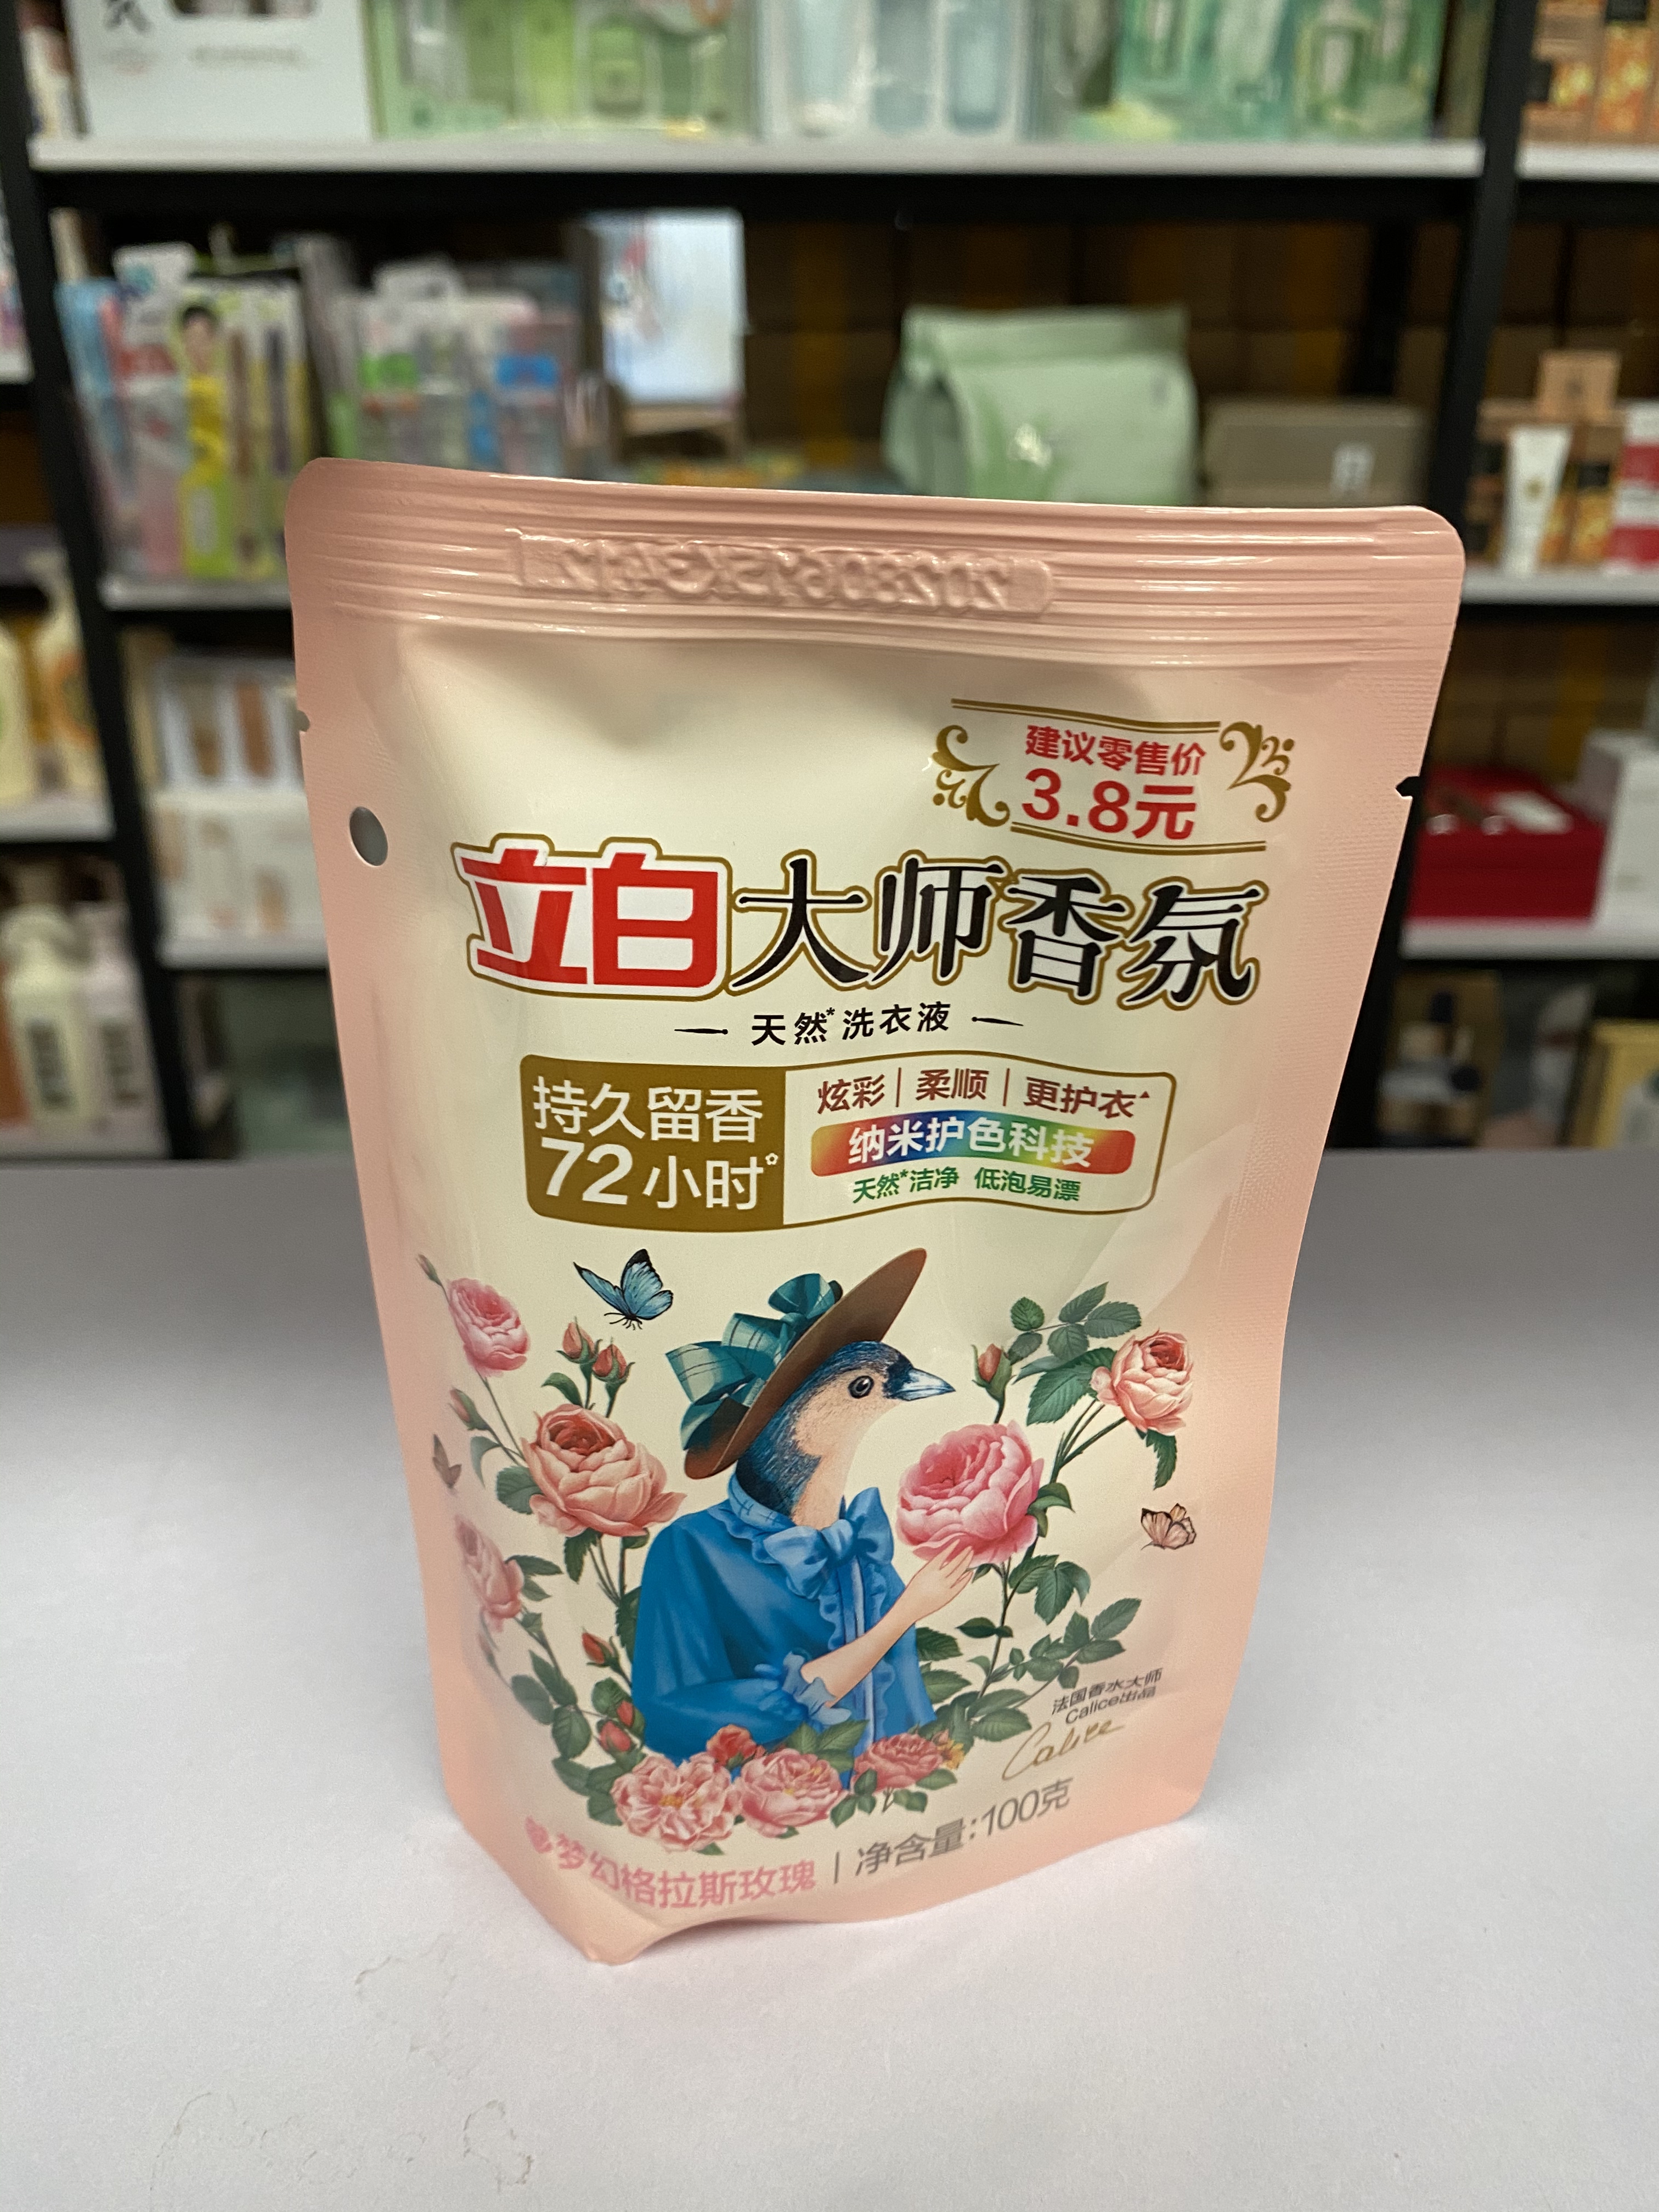 建议零售价
3.8元
立白大师香氛
天然*洗衣液
持久留香
72小时
炫彩|柔顺|更护衣▲
纳米护色科技
天然*洁净 低泡易漂
法国香水大师
Calice出品
Calice
梦幻格拉斯玫瑰|净含量:100克